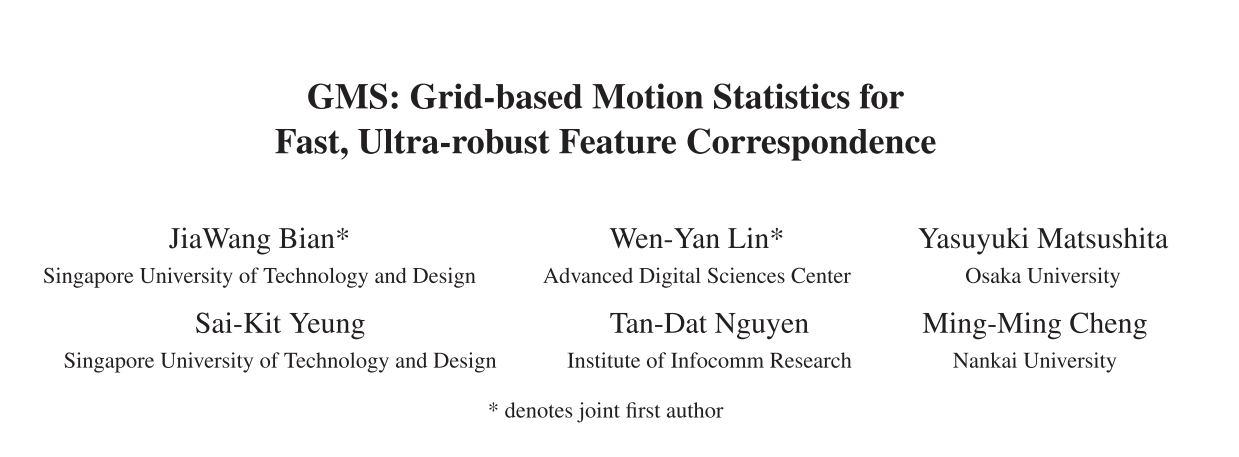 GMS: Grid-based Motion Statistics for
Fast, Ultra-robust Feature Correspondence
JiaWang Bian* Wen-Yan Lin* Yasuyuki Matsushita
Singapore University of Technology and Design Advanced Digital Sciences Center Osaka University
Sai-Kit Yeung Tan-Dat Nguyen Ming-Ming Cheng
Singapore University of Technology and Design Institute of Infocomm Research Nankai University
* denotes joint first author